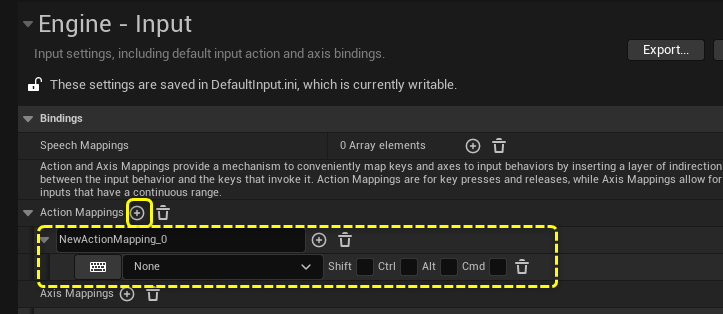 Engine - Input
Input settings, including default input action and axis bindings.
Export...
These settings are saved in DefaultInput.ini, which is currently writable.
Bindings
Speech Mappings 0 Array elements
Action and Axis Mappings provide a mechanism to conveniently map keys and axes to input behaviors by inserting a layer of indirection
between the input behavior and the keys that invoke it. Action Mappings are for key presses and releases, while Axis Mappings allow for
inputs that have a continuous range.
Action Mappings
NewActionMapping_0
None Shift Ctrl Alt Cmd
Axis Mappings